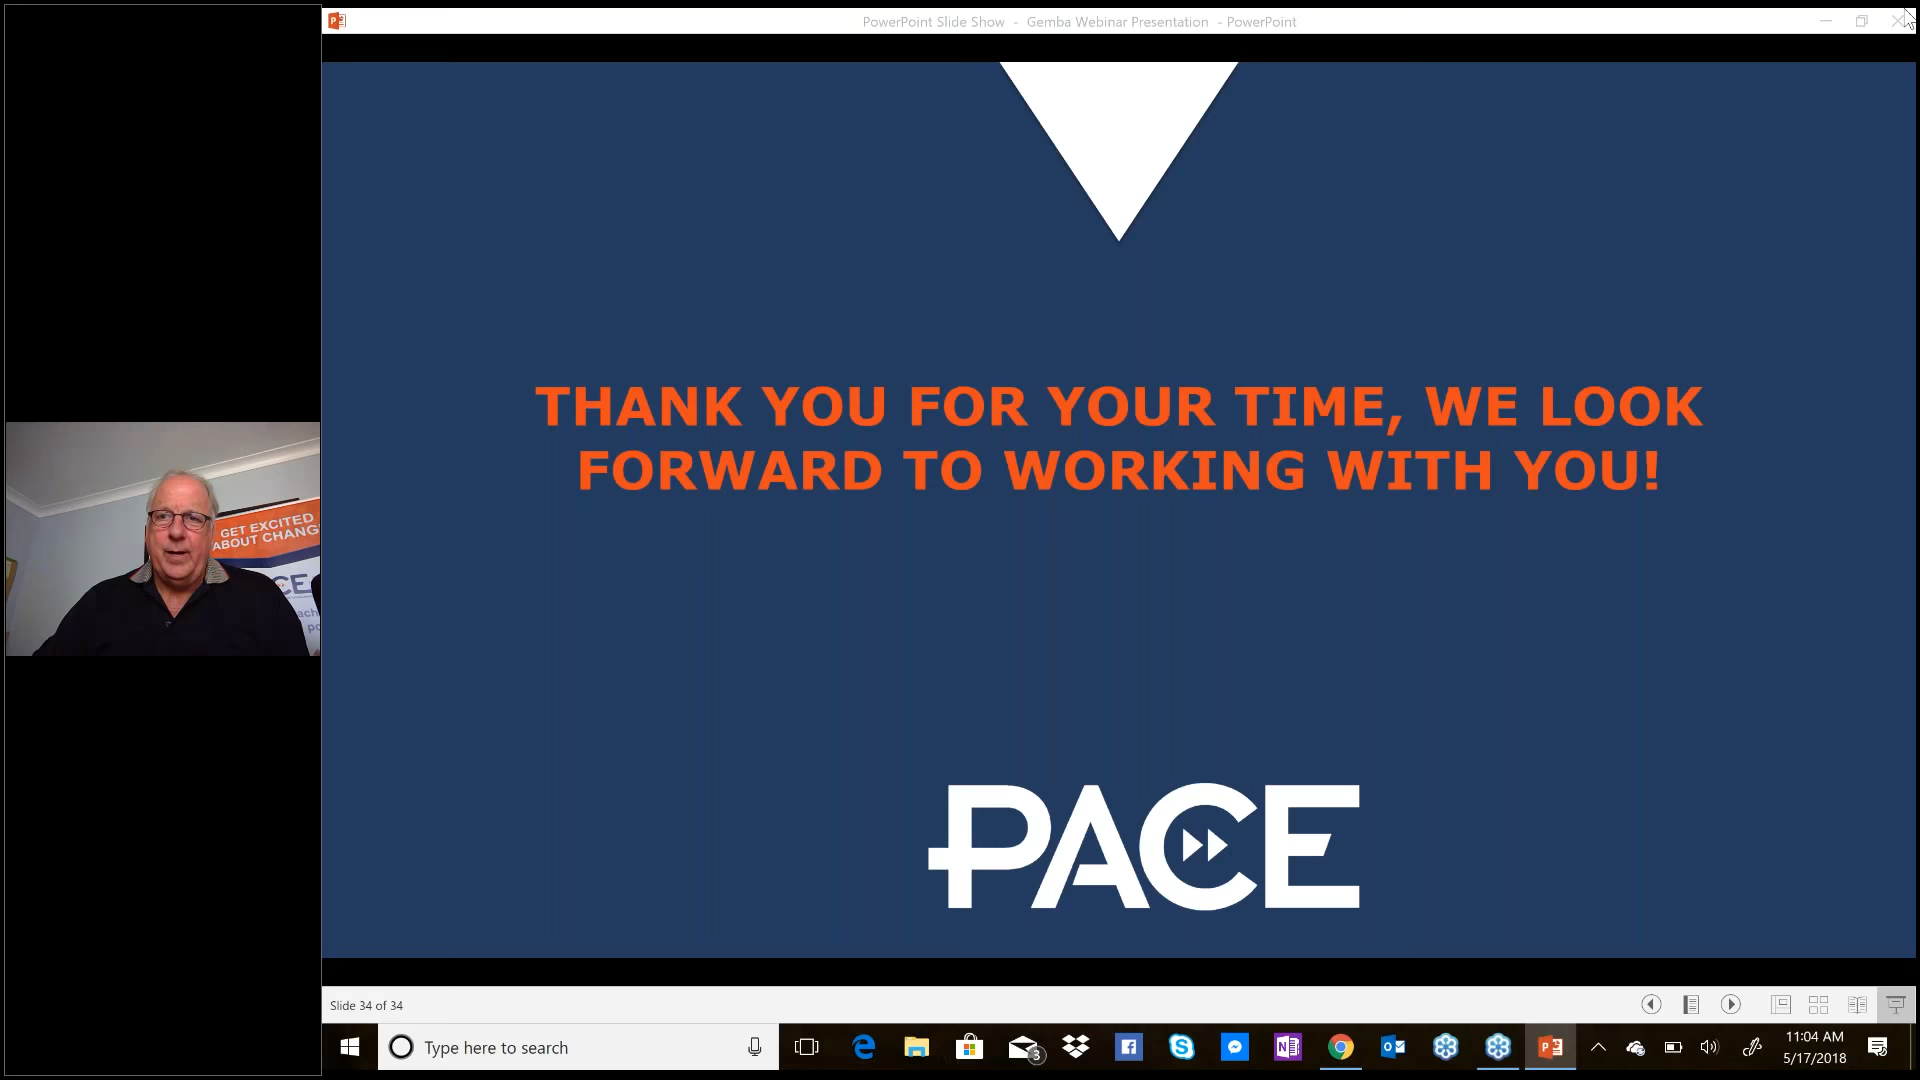 PowerPoint Slide Show - Gemba Webinar Presentation - PowerPoint
THANK YOU FOR YOUR TIME, WE LOOK
FORWARD TO WORKING WITH YOU!
GET EXCITED
ABOUT CHANG
CE
PACE
Slide 34 of 34
Type here to search
3
11:04 AM
5/17/2018